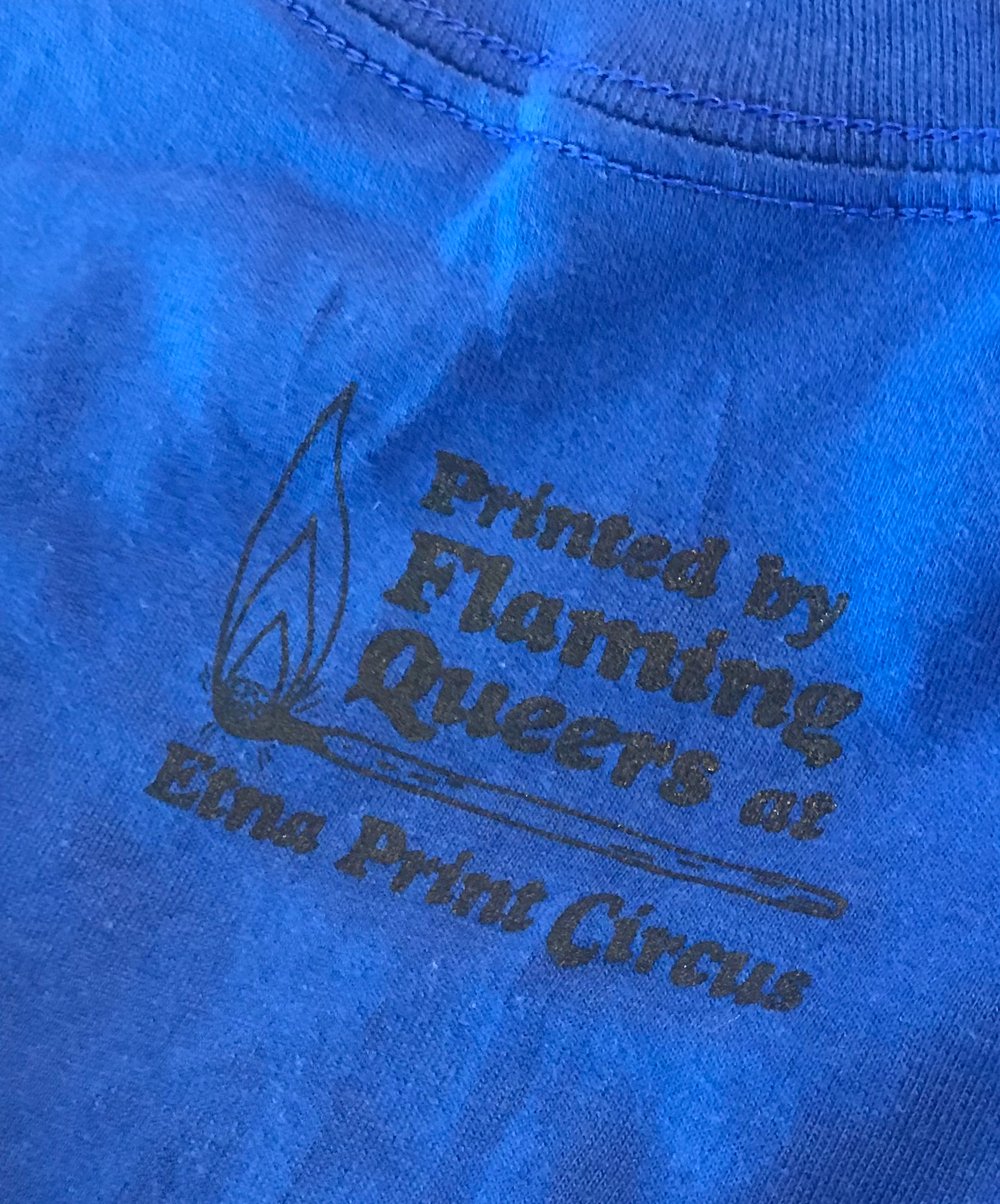 Printed by
Flaming
Queers at
Etna Print Circus